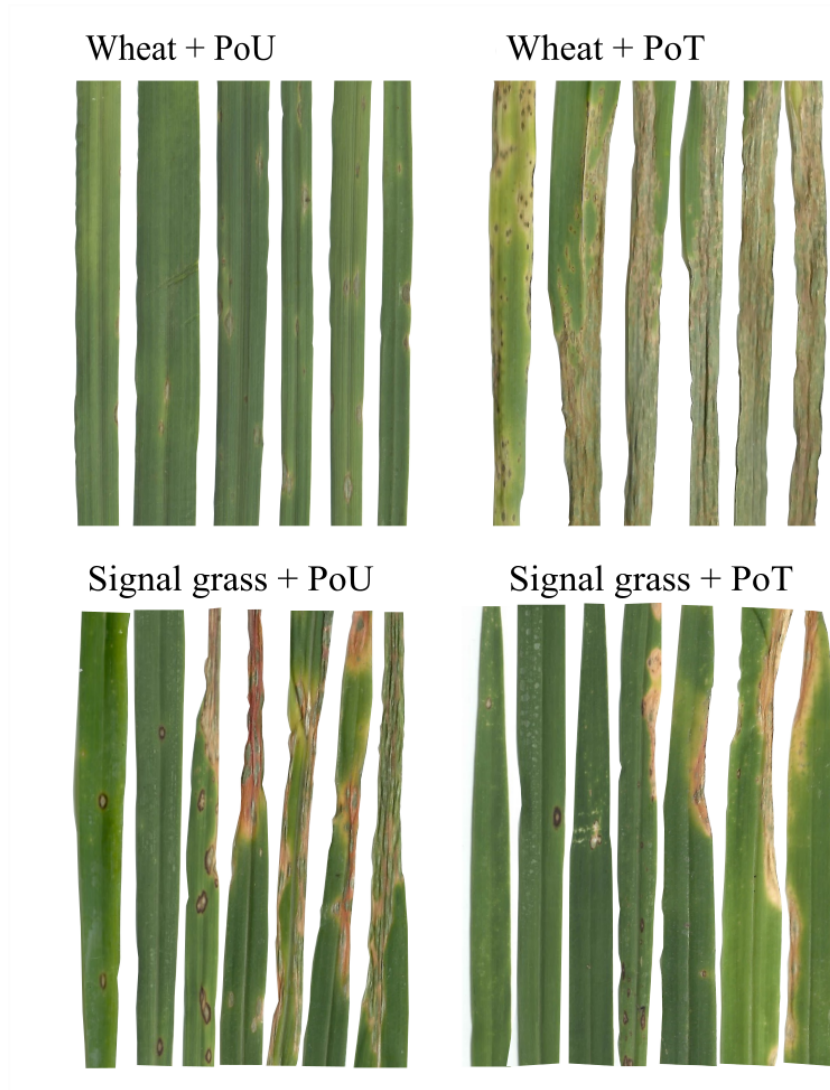 Wheat + PoU
Wheat + PoT
Signal grass + PoU
Signal grass + PoT